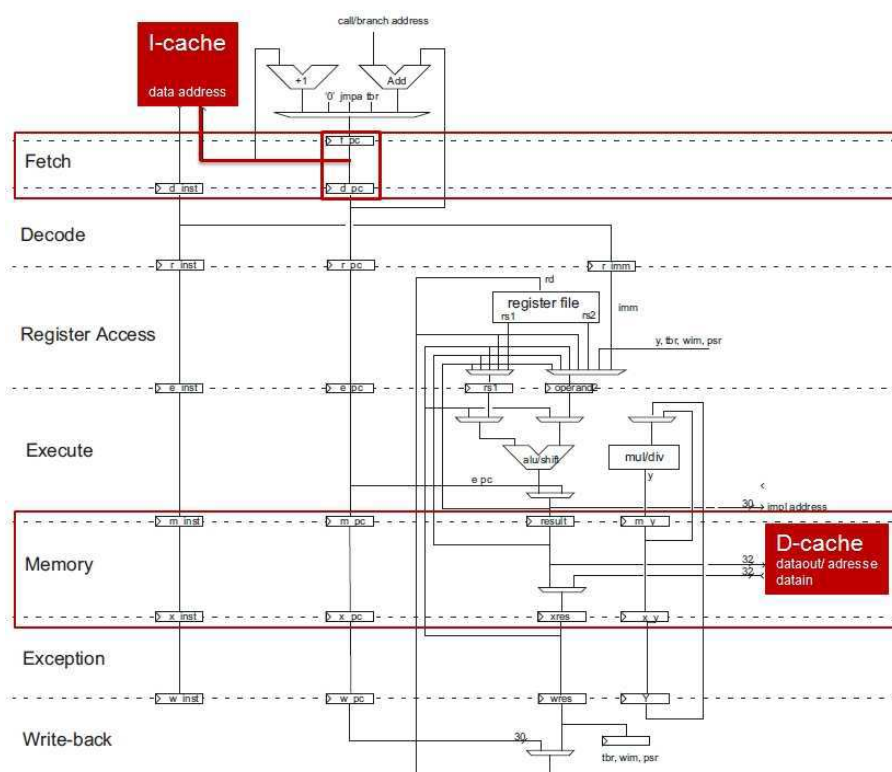 call/branch address
I-cache
data address
+1
Add
'0' jmpa tbr
f pc
Fetch
d inst
d pc
Decode
r inst
r pc
r imm
rd
register file
rs1
rs2
imm
Register Access
y, tbr, wim, psr
e inst
e pc
rs1
operand2
Execute
alu/shift
mul/div
y
e pc
30
impl address
m inst
m pc
result
m y
D-cache
Memory
32
dataout/ adresse
32
datain
x inst
x pc
xres
x y
Exception
w inst
w pc
wres
Y
Write-back
30
tbr, wim, psr